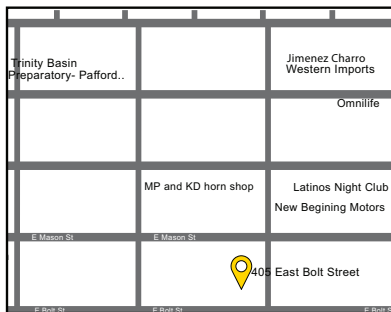 Trinity Basin
Preparatory- Pafford..
Jimenez Charro
Western Imports
Omnilife
MP and KD horn shop
Latinos Night Club
New Begining Motors
E Mason St
E Mason St
405 East Bolt Street
E Bolt St
E Bolt St
E Bolt S